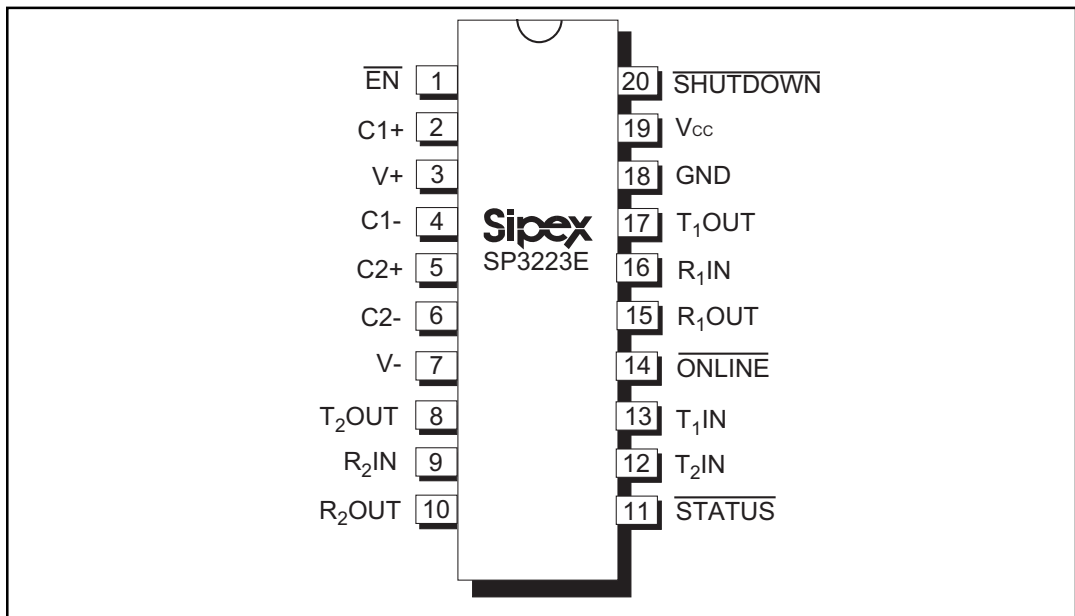 EN 1
C1+ 2
V+ 3
C1- 4
C2+ 5
C2- 6
V- 7
T2OUT 8
R2IN 9
R2OUT 10
Sipex
SP3223E
20 SHUTDOWN
19 VCC
18 GND
17 T1OUT
16 R1IN
15 R1OUT
14 ONLINE
13 T1IN
12 T2IN
11 STATUS